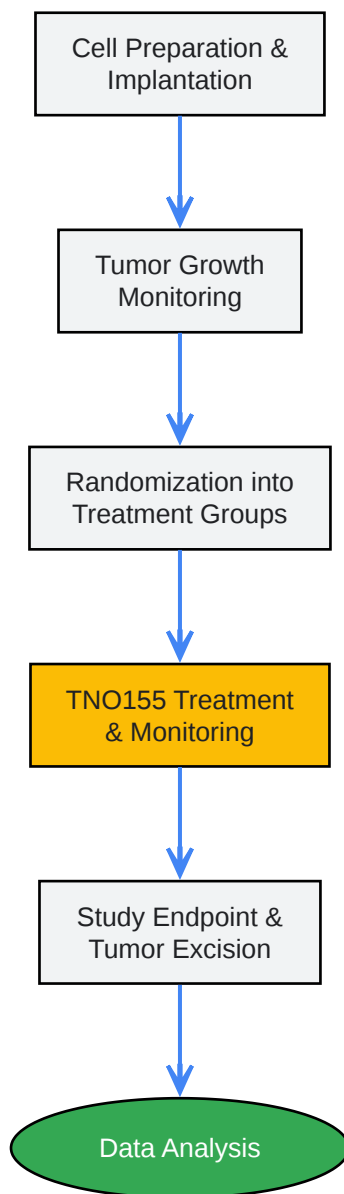 Cell Preparation &
Implantation
Tumor Growth
Monitoring
Randomization into
Treatment Groups
TNO155 Treatment
& Monitoring
Study Endpoint &
Tumor Excision
Data Analysis